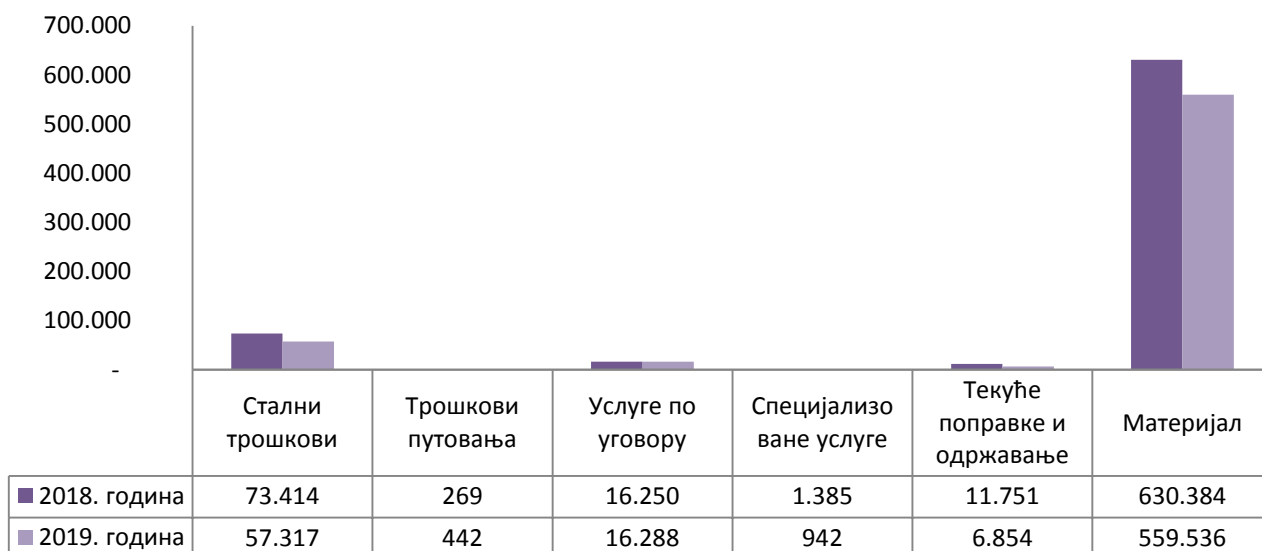 700.000
600.000
500.000
400.000
300.000
200.000
100.000
-
Стални трошкови
Трошкови путовања
Услуге по уговору
Специјализо ване услуге
Текуће поправке и одржавање
Материјал
2018. година 73.414 269 16.250 1.385 11.751 630.384
2019. година 57.317 442 16.288 942 6.854 559.536